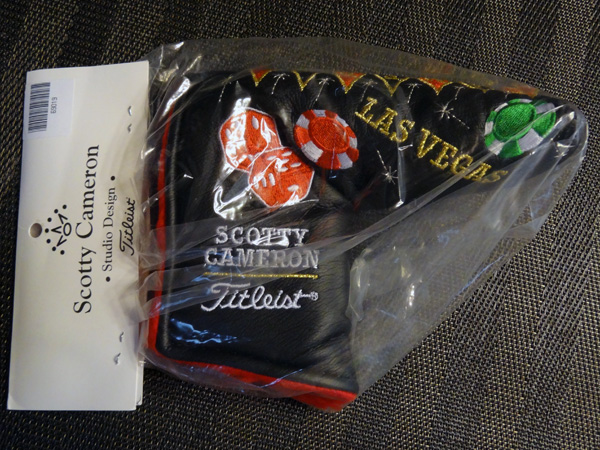 Scotty Cameron
• Studio Design •
Titleist
LAS VEGAS
SCOTTY
CAMERON
Titleist®